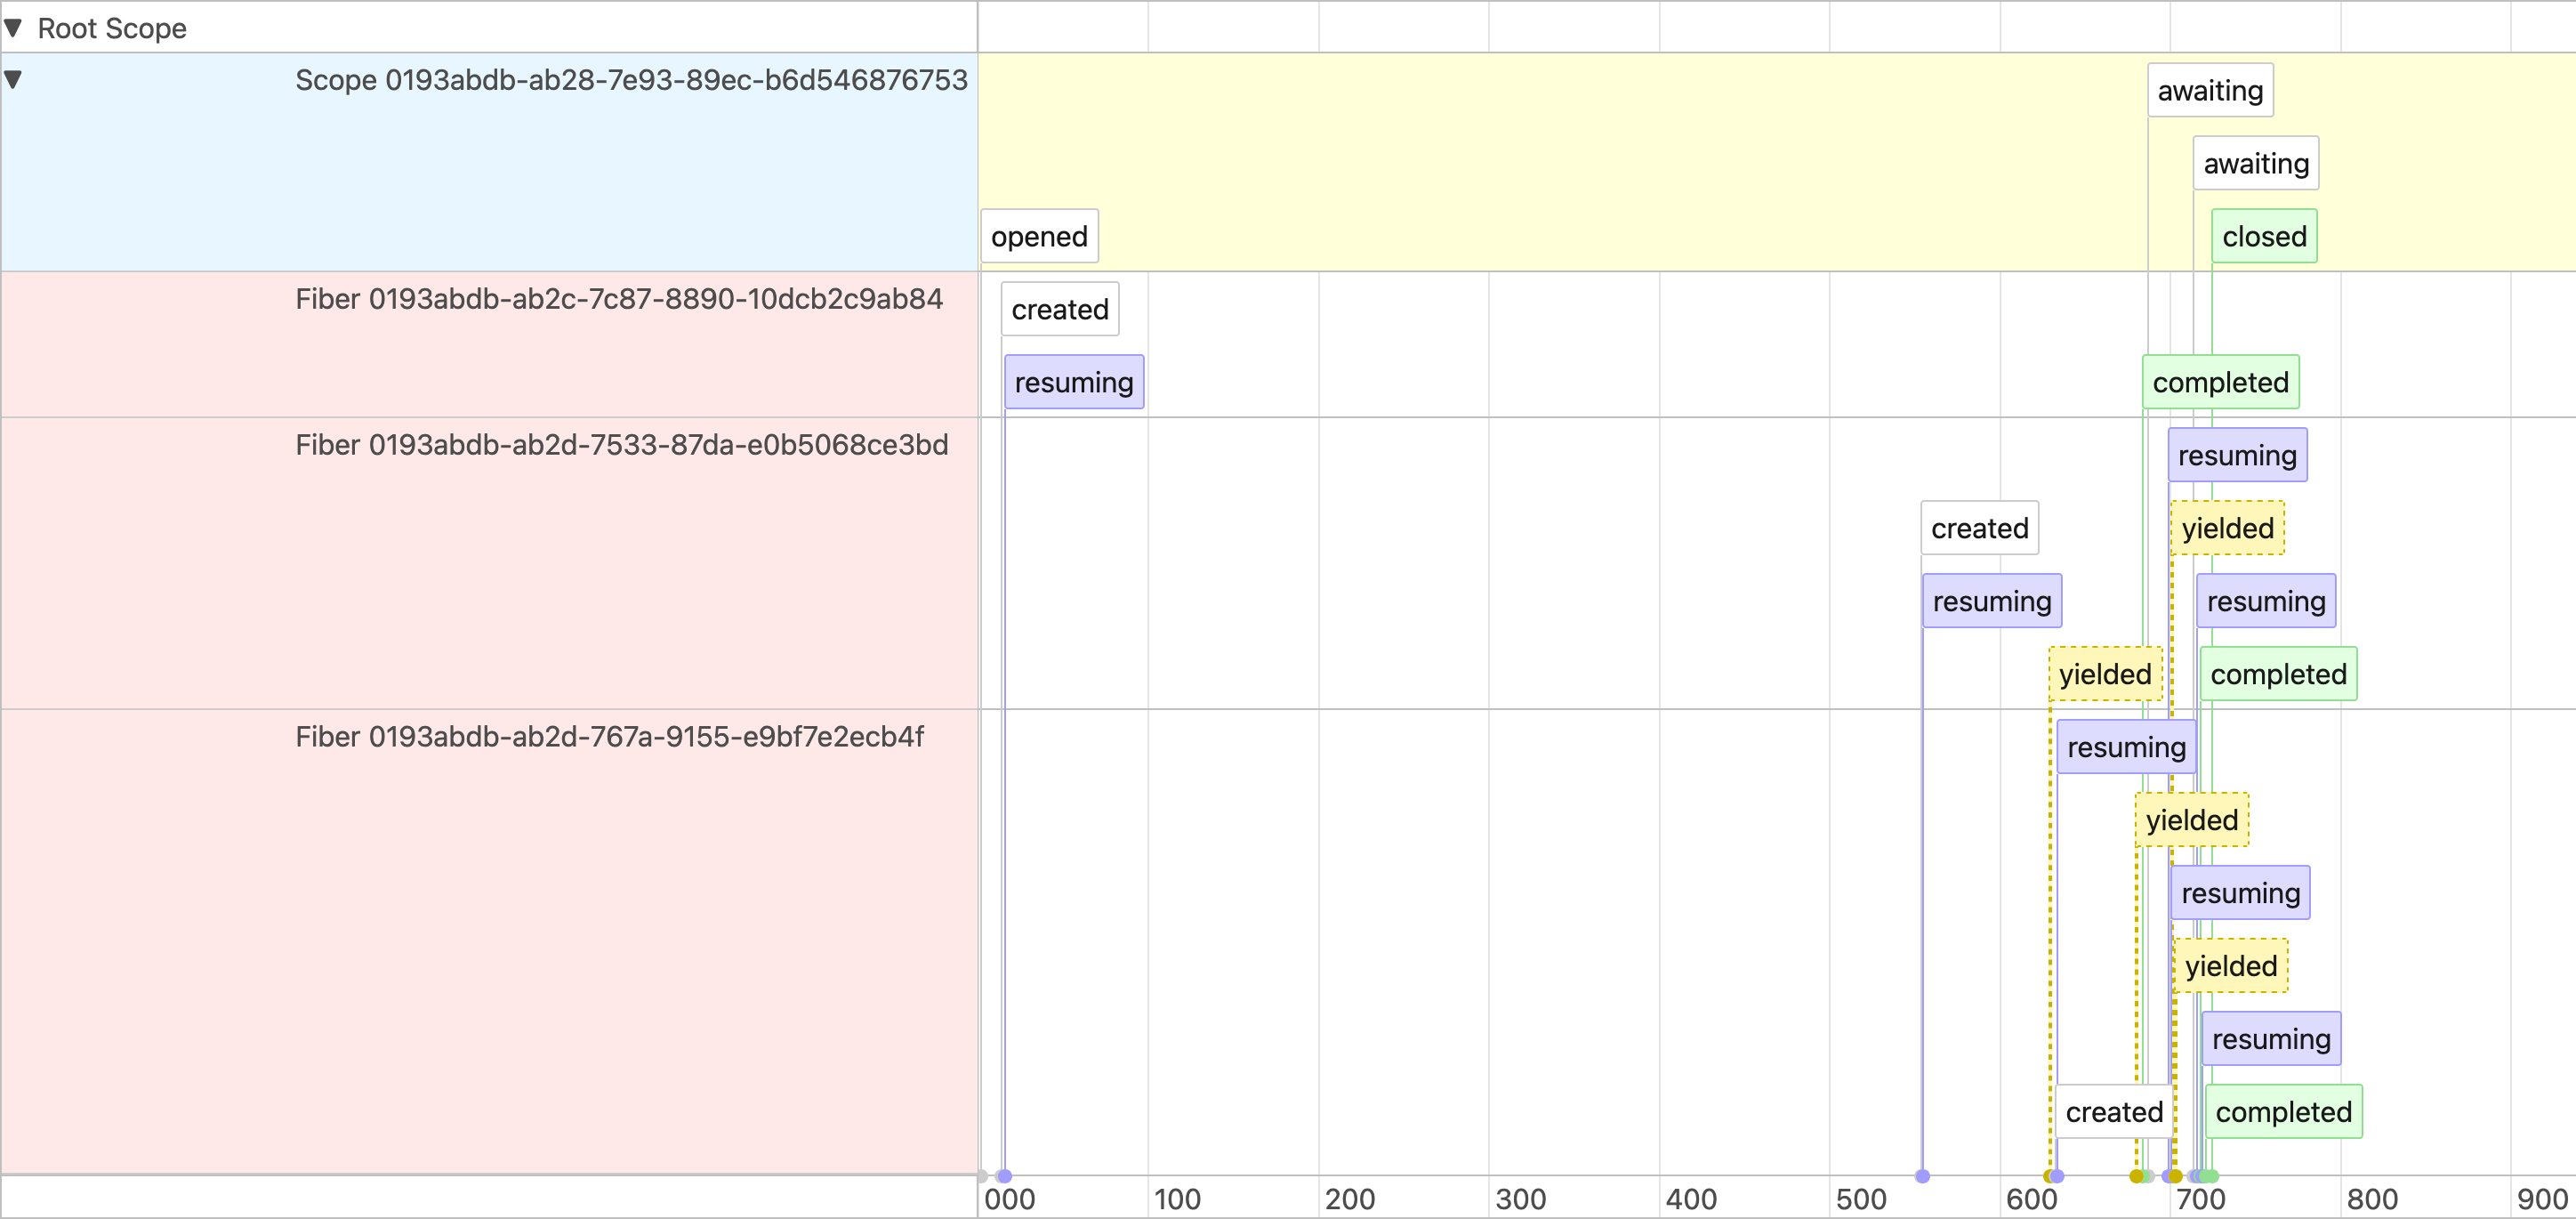 Root Scope
Scope 0193abdb-ab28-7e93-89ec-b6d546876753
awaiting
awaiting
opened
closed
Fiber 0193abdb-ab2c-7c87-8890-10dcb2c9ab84
created
resuming
completed
Fiber 0193abdb-ab2d-7533-87da-e0b5068ce3bd
resuming
created
yielded
resuming
resuming
yielded
completed
Fiber 0193abdb-ab2d-767a-9155-e9bf7e2ecb4f
resuming
yielded
resuming
yielded
resuming
created
completed
000 100 200 300 400 500 600 700 800 900